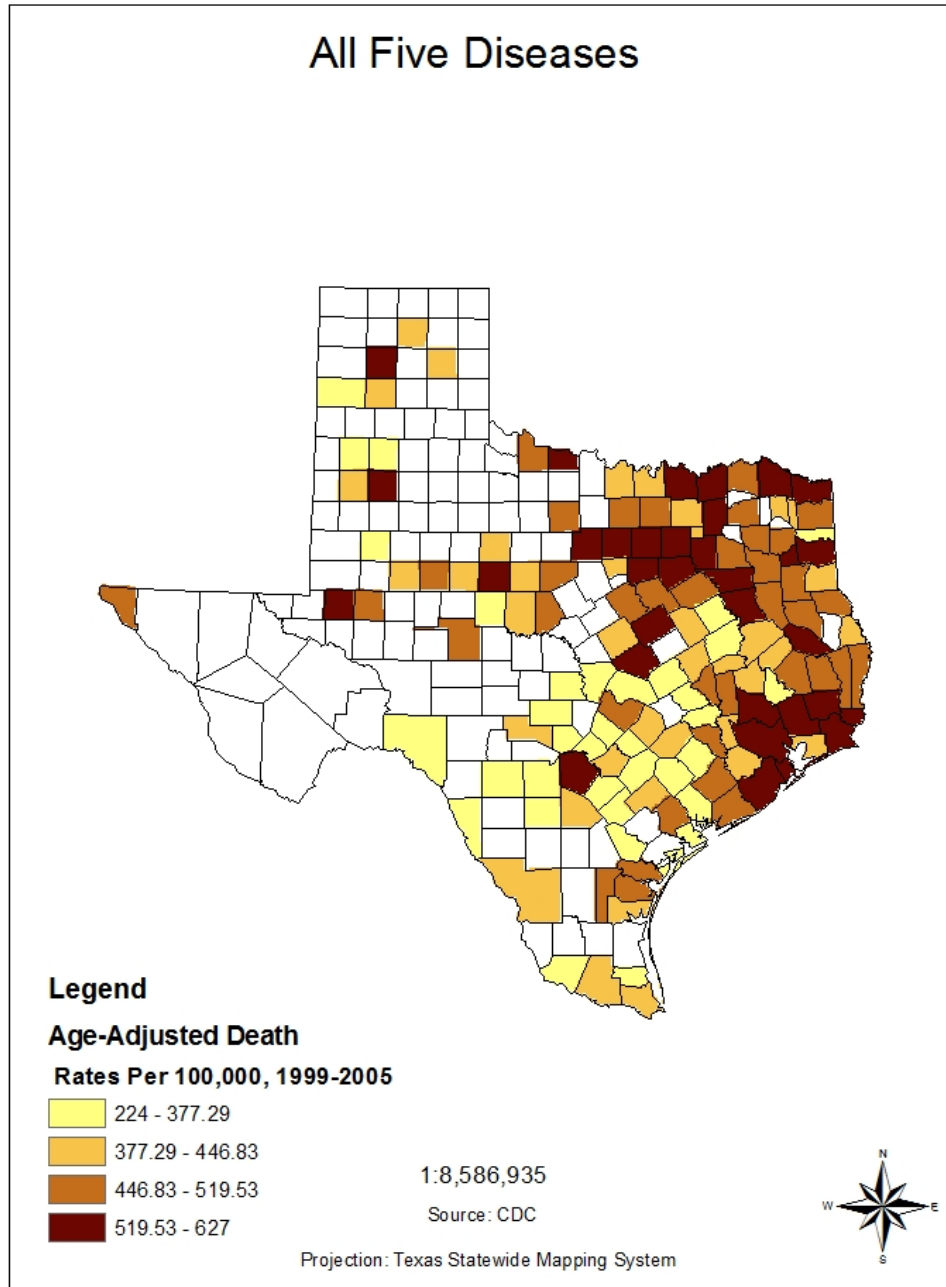 All Five Diseases
Legend
Age-Adjusted Death
Rates Per 100,000, 1999-2005
224 - 377.29
377.29 - 446.83
446.83 - 519.53
519.53 - 627
1:8,586,935
Source: CDC
Projection: Texas Statewide Mapping System
N
W
E
S